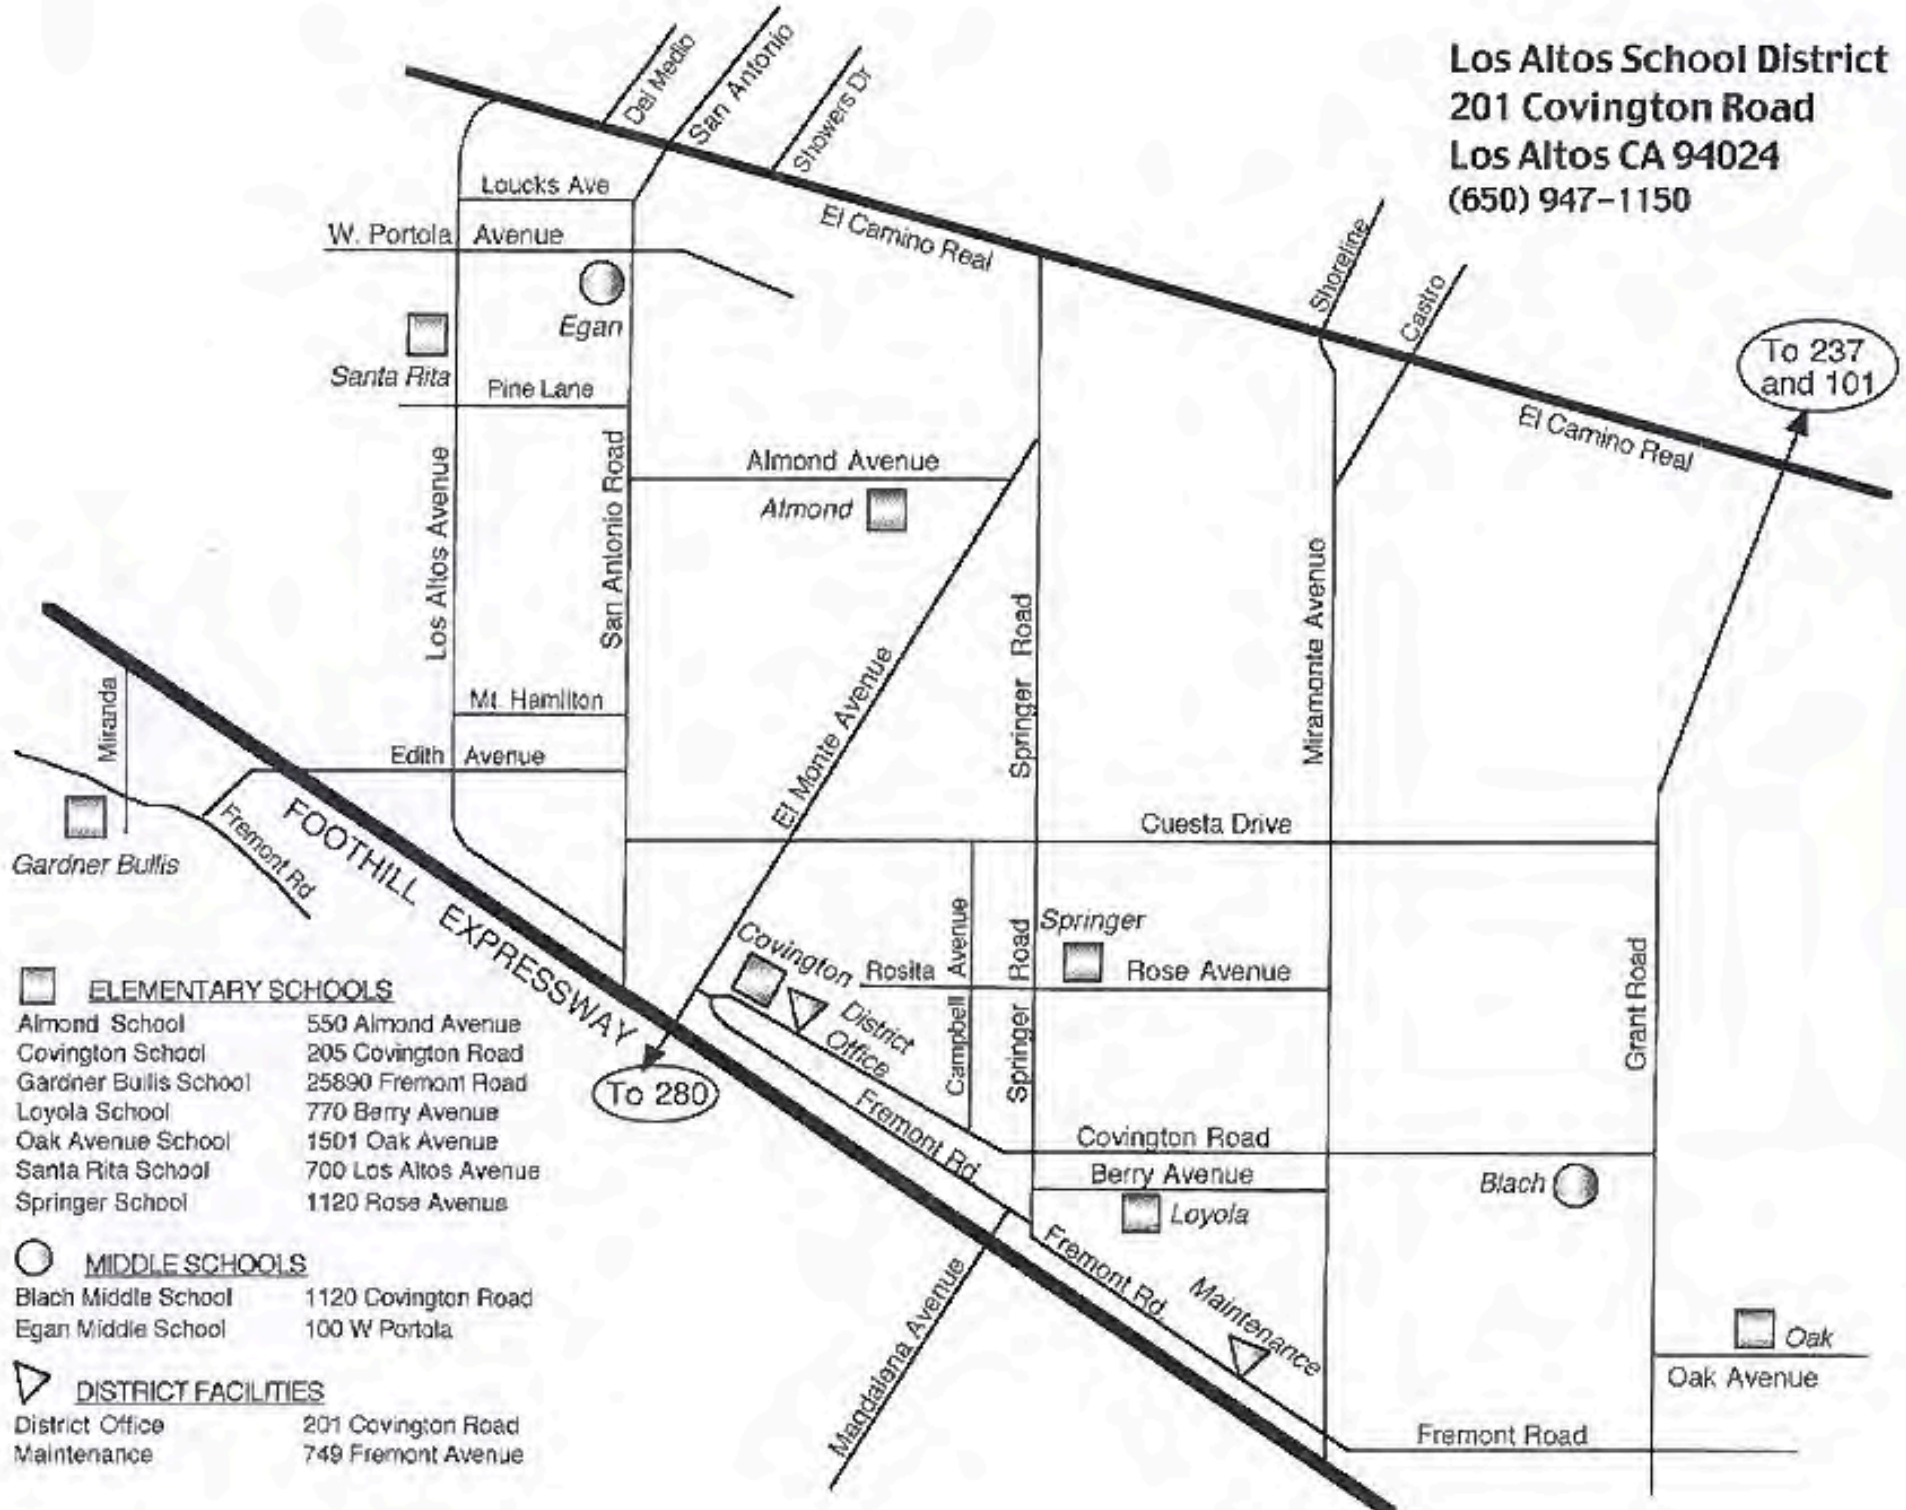 Los Altos School District
201 Covington Road
Los Altos CA 94024
(650) 947-1150
Del Medio
San Antonio
Showers Dr
El Camino Real
Shoreline
Castro
To 237
and 101
El Camino Real
Loucks Ave
W. Portola Avenue
Egan
Santa Rita
Pine Lane
Almond Avenue
Almond
Los Altos Avenue
San Antonio Road
Miranda
Mt. Hamilton
Edith Avenue
El Monte Avenue
Springer Road
Miramonte Avenue
Cuesta Drive
Gardner Bullis
Fremont Rd
FOOTHILL EXPRESSWAY
Covington
District
Office
Rosita
Campbell Avenue
Springer Road
Springer Road
Springer
Rose Avenue
Grant Road
To 280
Fremont Rd.
Covington Road
Berry Avenue
Loyola
Blach
Fremont Rd.
Maintenance
Magdalena Avenue
Oak
Oak Avenue
Fremont Road
ELEMENTARY SCHOOLS
Almond School 550 Almond Avenue
Covington School 205 Covington Road
Gardner Bullis School 25890 Fremont Road
Loyola School 770 Berry Avenue
Oak Avenue School 1501 Oak Avenue
Santa Rita School 700 Los Altos Avenue
Springer School 1120 Rose Avenue
MIDDLE SCHOOLS
Blach Middle School 1120 Covington Road
Egan Middle School 100 W Portola
DISTRICT FACILITIES
District Office 201 Covington Road
Maintenance 749 Fremont Avenue